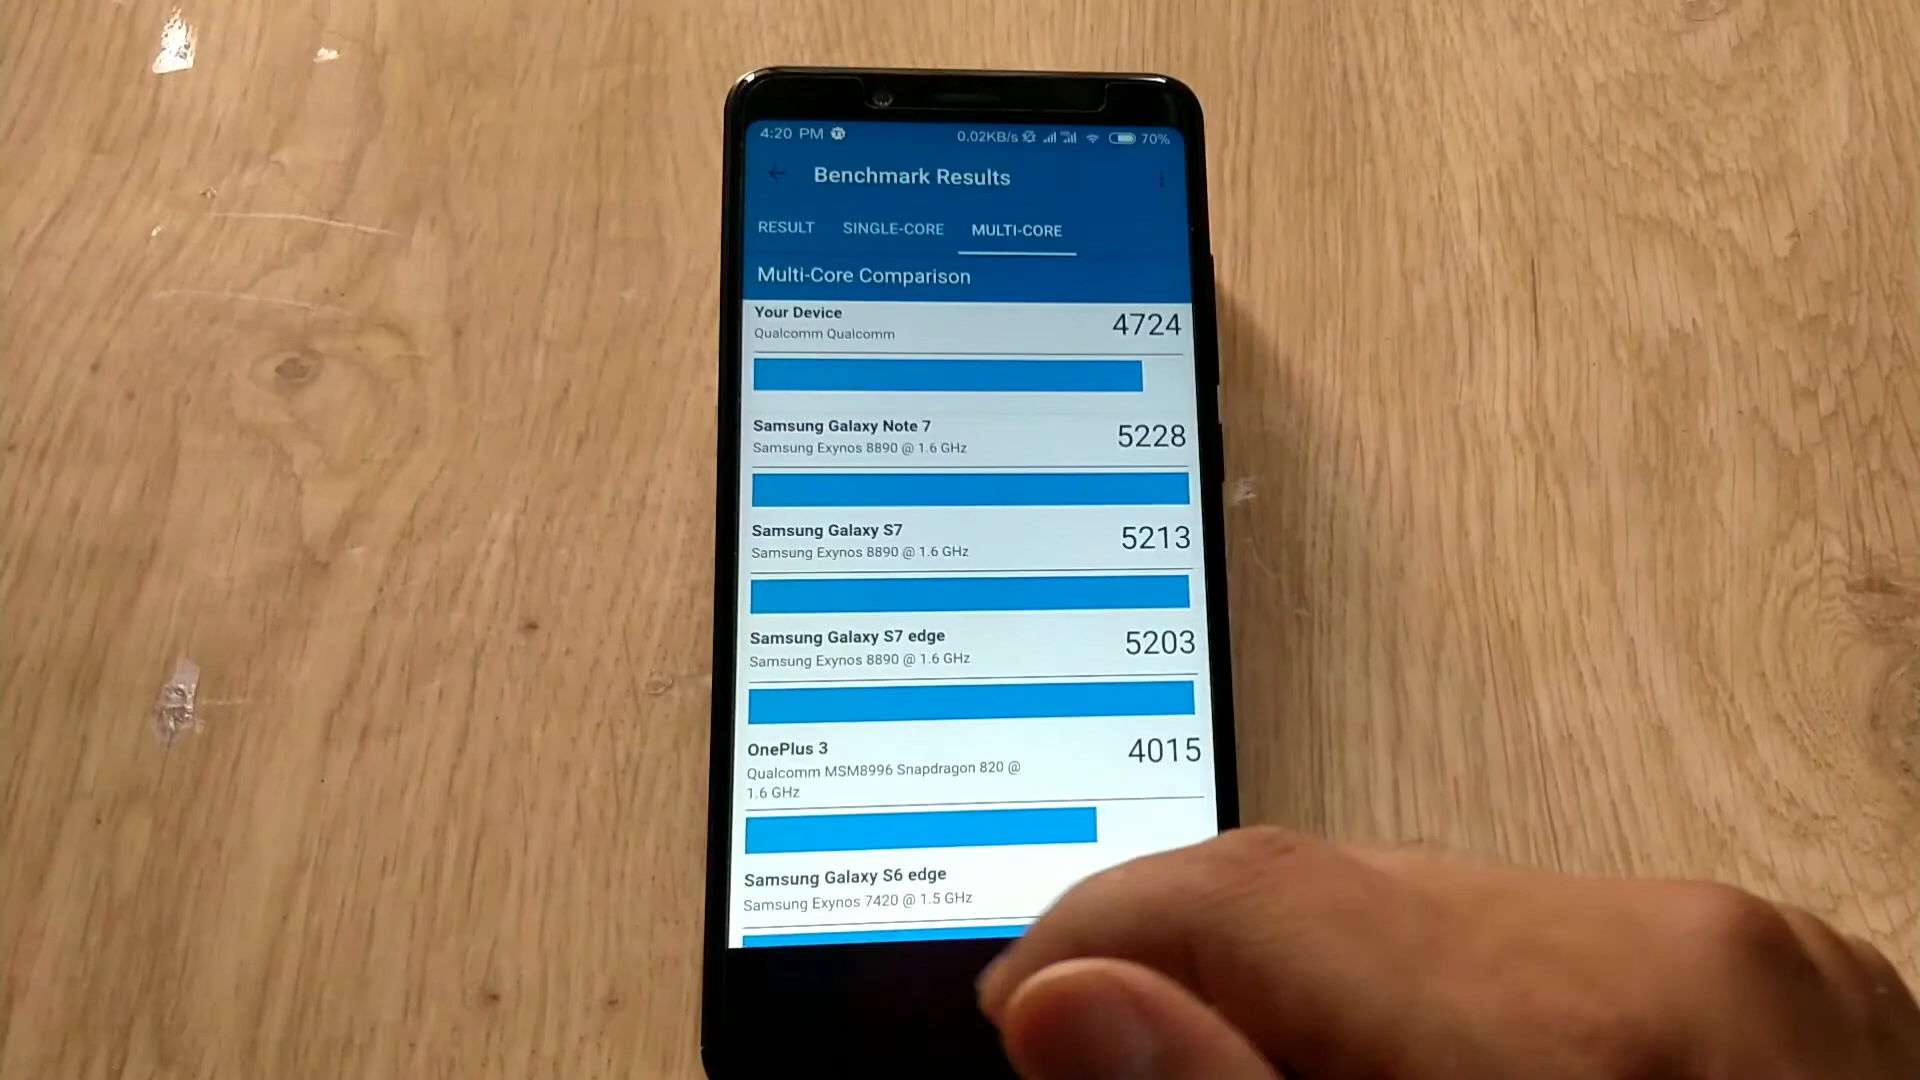 4:20 PM
0.02KB/s
70%
Benchmark Results
RESULT SINGLE-CORE MULTI-CORE
Multi-Core Comparison
Your Device
4724
Qualcomm Qualcomm
Samsung Galaxy Note 7
5228
Samsung Exynos 8890 @ 1.6 GHz
Samsung Galaxy S7
5213
Samsung Exynos 8890 @ 1.6 GHz
Samsung Galaxy S7 edge
5203
Samsung Exynos 8890 @ 1.6 GHz
OnePlus 3
4015
Qualcomm MSM8996 Snapdragon 820 @
1.6 GHz
Samsung Galaxy S6 edge
Samsung Exynos 7420 @ 1.5 GHz